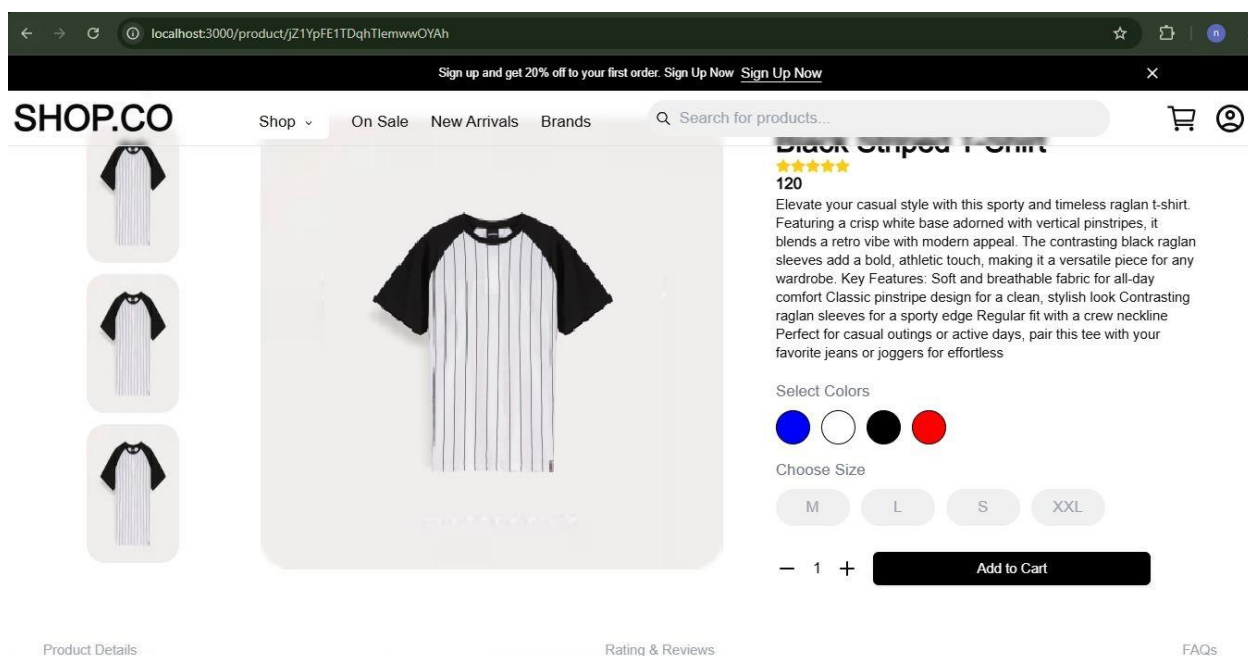 localhost:3000/product/jZ1YpFE1TDqhTlemwwOYAh
n
Sign up and get 20% off to your first order. Sign Up Now Sign Up Now
SHOP.CO
Shop
On Sale
New Arrivals
Brands
Search for products...
Black Striped T-Shirt
120
Elevate your casual style with this sporty and timeless raglan t-shirt.
Featuring a crisp white base adorned with vertical pinstripes, it
blends a retro vibe with modern appeal. The contrasting black raglan
sleeves add a bold, athletic touch, making it a versatile piece for any
wardrobe. Key Features: Soft and breathable fabric for all-day
comfort Classic pinstripe design for a clean, stylish look Contrasting
raglan sleeves for a sporty edge Regular fit with a crew neckline
Perfect for casual outings or active days, pair this tee with your
favorite jeans or joggers for effortless
Select Colors
Choose Size
M
L
S
XXL
1
Add to Cart
Product Details
Rating & Reviews
FAQs